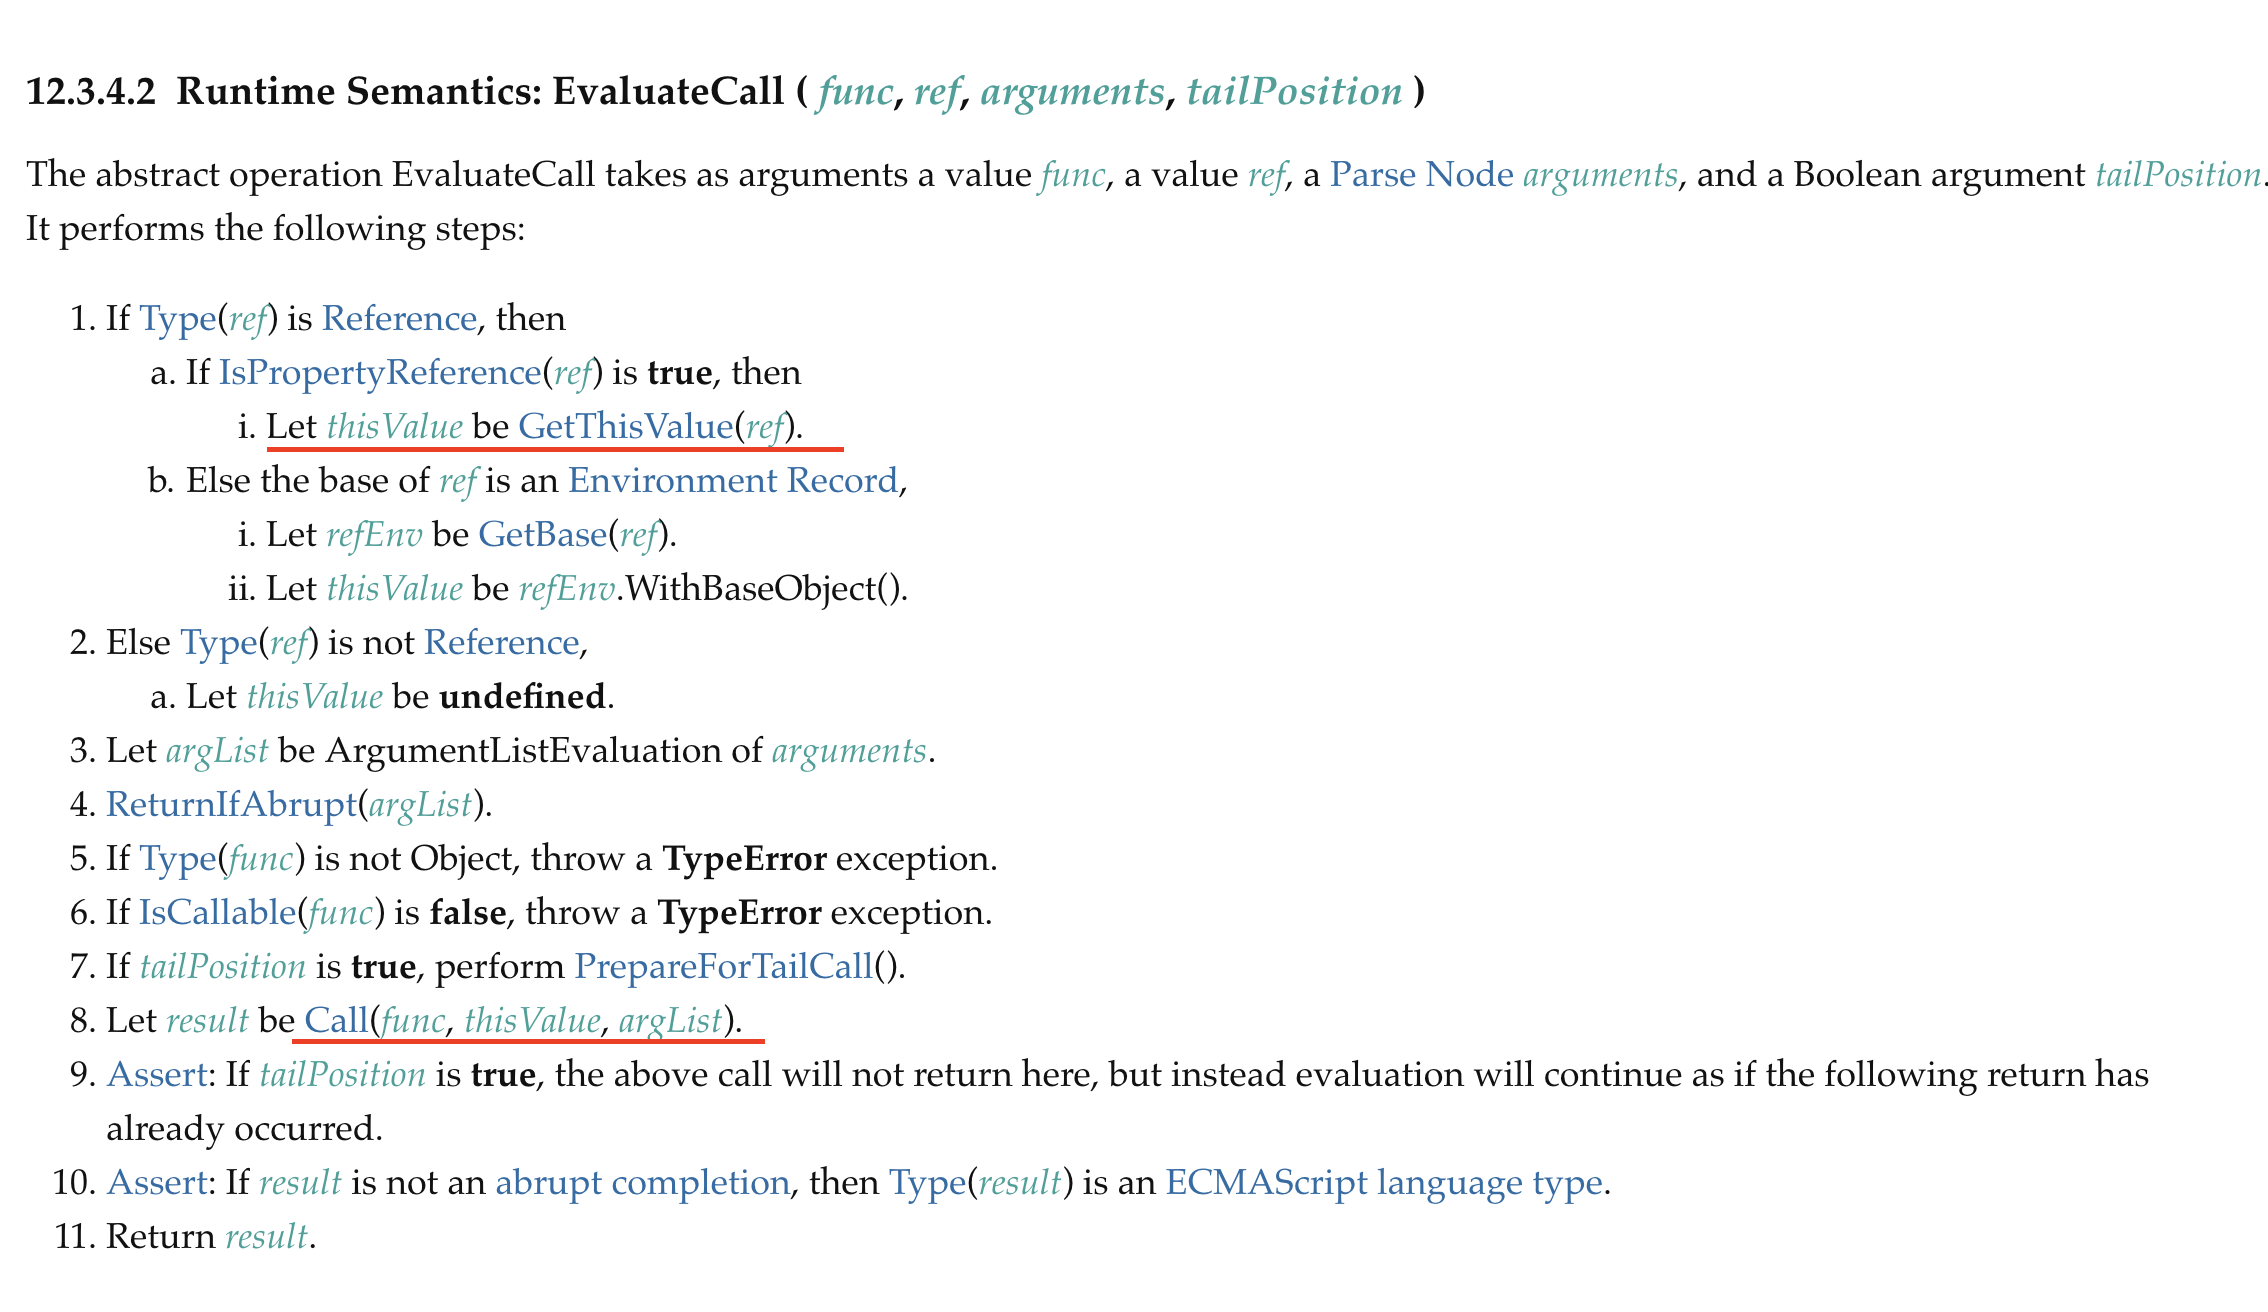 12.3.4.2 Runtime Semantics: EvaluateCall ( func, ref, arguments, tailPosition )
The abstract operation EvaluateCall takes as arguments a value func, a value ref, a Parse Node arguments, and a Boolean argument tailPosition.
It performs the following steps:
1. If Type(ref) is Reference, then
a. If IsPropertyReference(ref) is true, then
i. Let thisValue be GetThisValue(ref).
b. Else the base of ref is an Environment Record,
i. Let refEnv be GetBase(ref).
ii. Let thisValue be refEnv.WithBaseObject().
2. Else Type(ref) is not Reference,
a. Let thisValue be undefined.
3. Let argList be ArgumentListEvaluation of arguments.
4. ReturnIfAbrupt(argList).
5. If Type(func) is not Object, throw a TypeError exception.
6. If IsCallable(func) is false, throw a TypeError exception.
7. If tailPosition is true, perform PrepareForTailCall().
8. Let result be Call(func, thisValue, argList).
9. Assert: If tailPosition is true, the above call will not return here, but instead evaluation will continue as if the following return has
already occurred.
10. Assert: If result is not an abrupt completion, then Type(result) is an ECMAScript language type.
11. Return result.